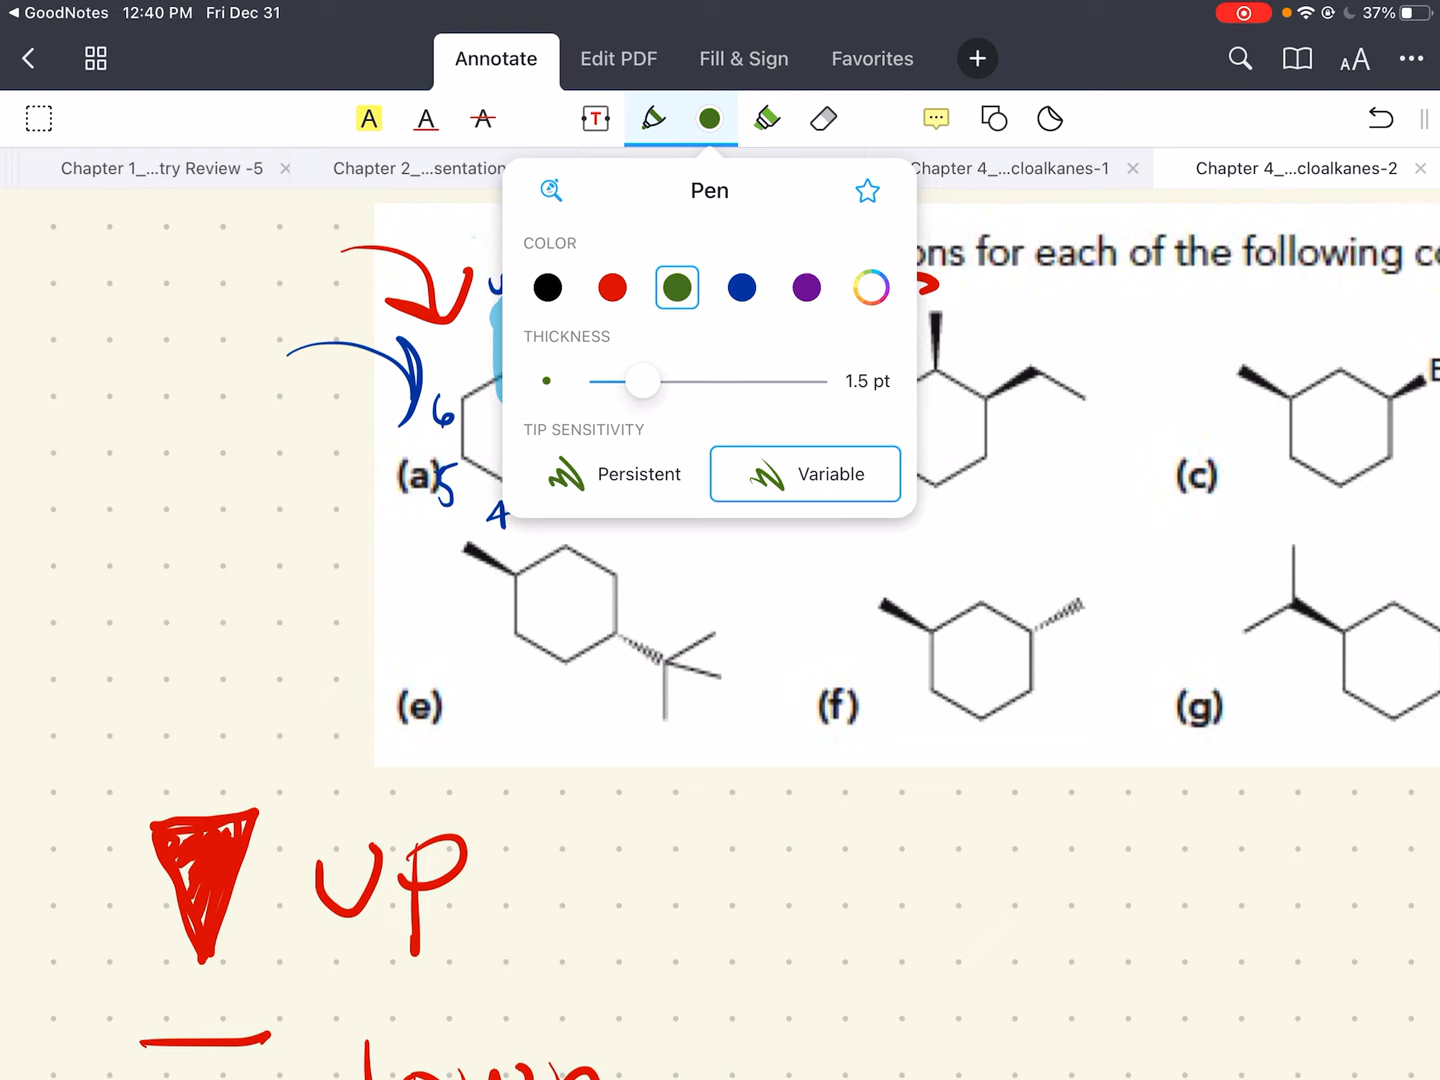 GoodNotes 12:40 PM Fri Dec 31 37%
Annotate Edit PDF Fill & Sign Favorites
A A A T
Chapter 1_...try Review -5 Chapter 2_...sentation Chapter 4_...cloalkanes-1 Chapter 4_...cloalkanes-2
Pen
COLOR
ons for each of the following co
THICKNESS
1.5 pt
TIP SENSITIVITY
Persistent Variable
6
(a) 5
4
(c)
(e) (f) (g)
UP
down